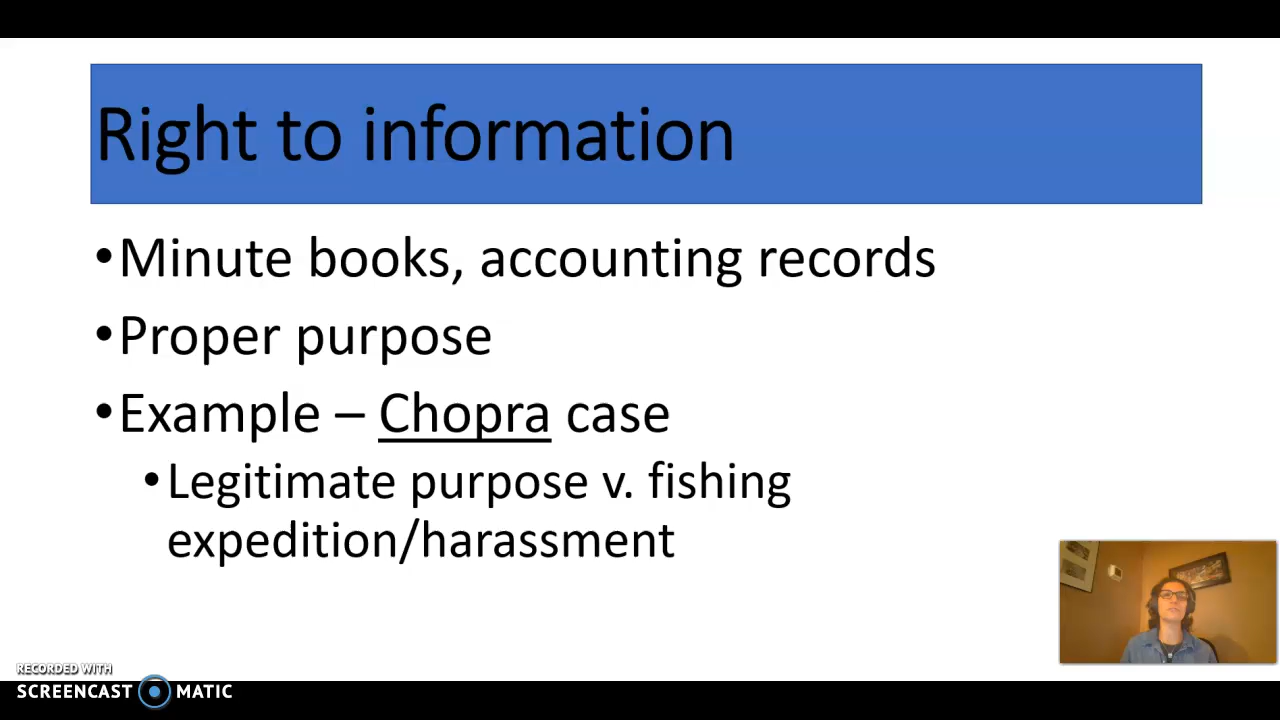 Right to information
•Minute books, accounting records
•Proper purpose
•Example – Chopra case
•Legitimate purpose v. fishing
expedition/harassment
RECORDED WITH
SCREENCAST MATIC